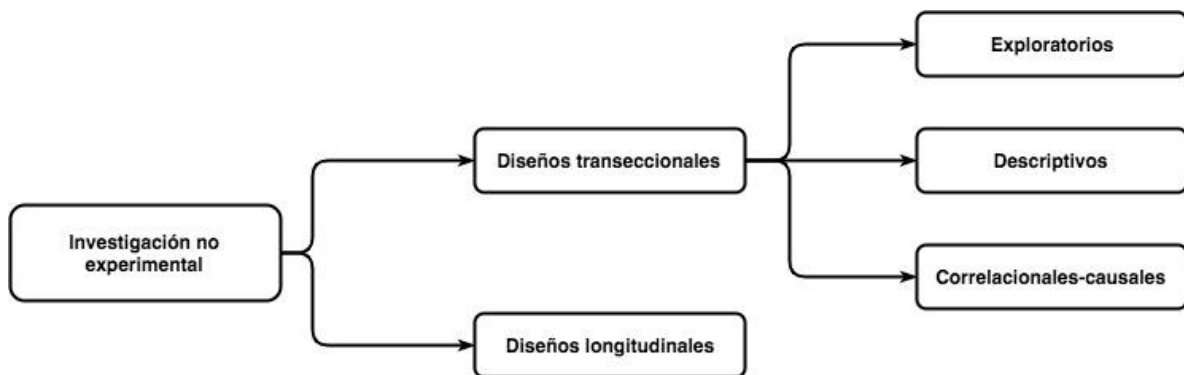 Exploratorios
Diseños transeccionales
Descriptivos
Investigación no
experimental
Correlacionales-causales
Diseños longitudinales